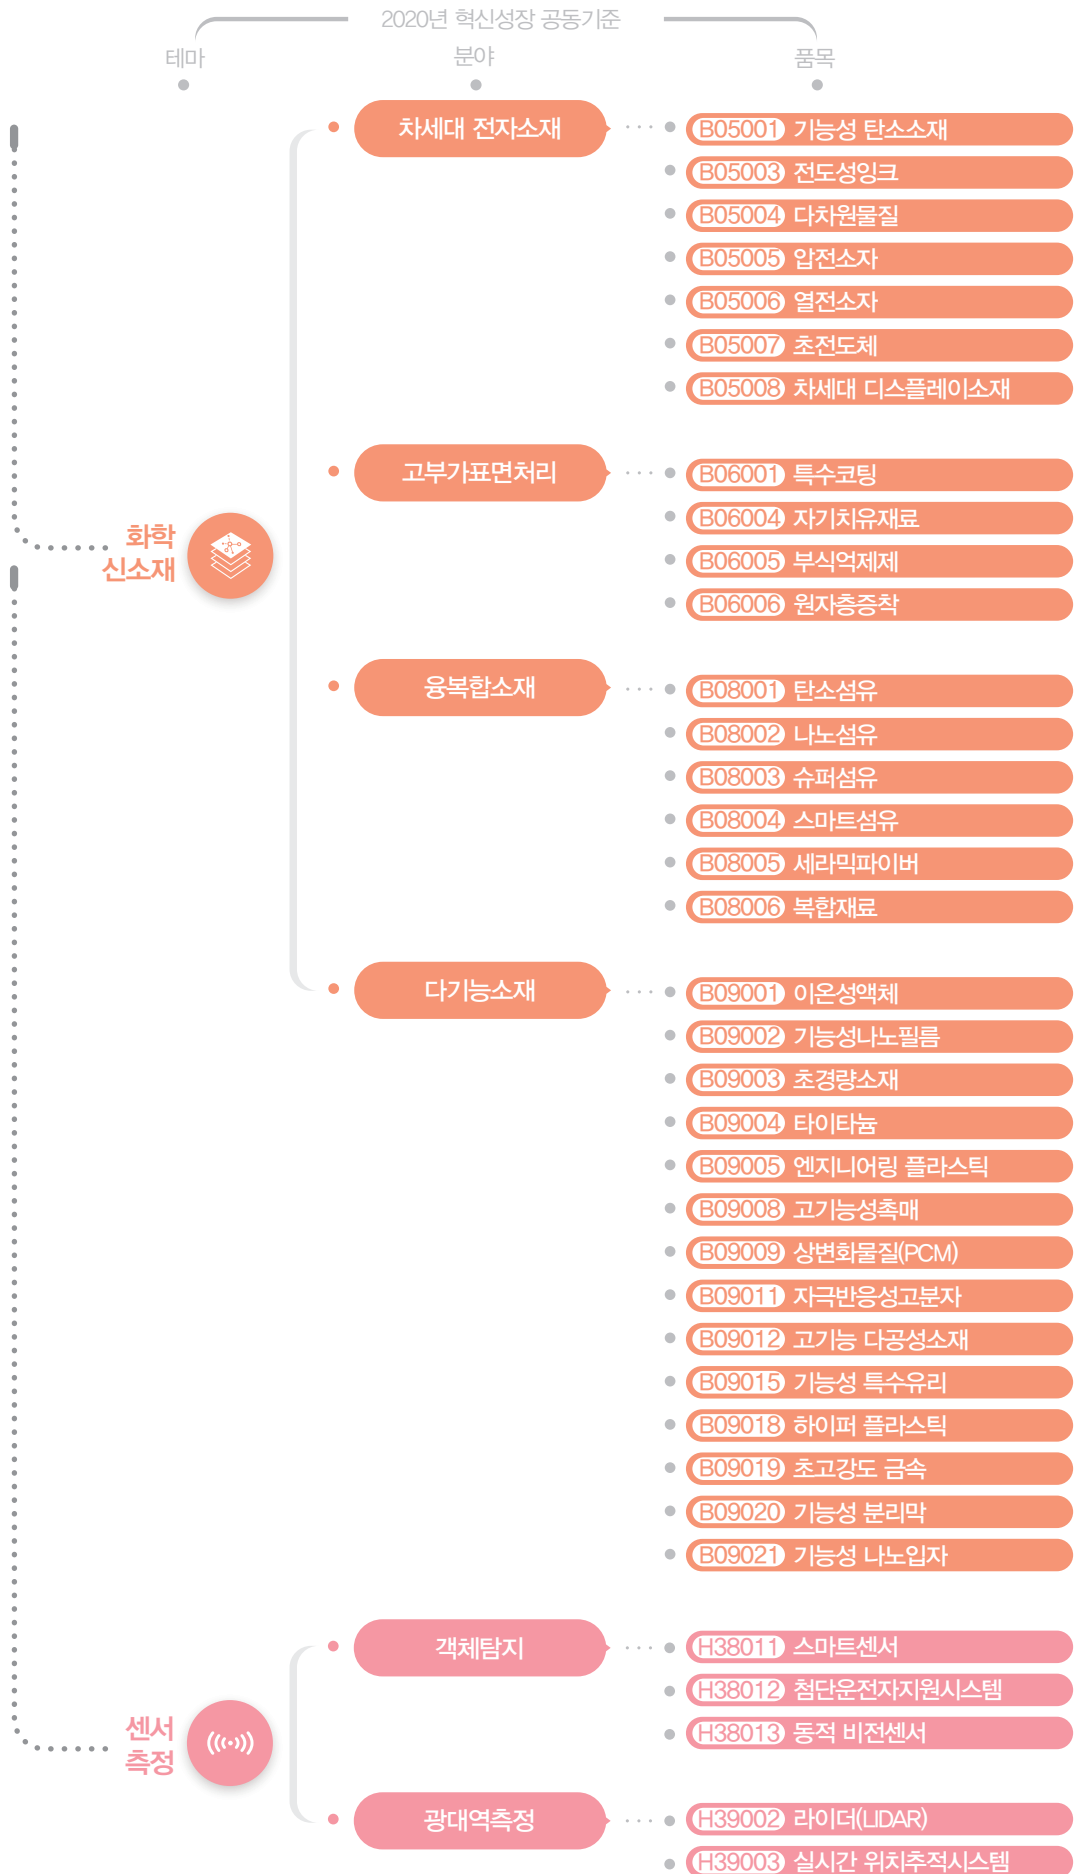 2020년 혁신성장 공동기준
테마
분야
품목
화학
신소재
차세대 전자소재
B05001 기능성 탄소소재
B05003 전도성잉크
B05004 다차원물질
B05005 압전소자
B05006 열전소자
B05007 초전도체
B05008 차세대 디스플레이소재
고부가표면처리
B06001 특수코팅
B06004 자기치유재료
B06005 부식억제제
B06006 원자층증착
융복합소재
B08001 탄소섬유
B08002 나노섬유
B08003 슈퍼섬유
B08004 스마트섬유
B08005 세라믹파이버
B08006 복합재료
다기능소재
B09001 이온성액체
B09002 기능성나노필름
B09003 초경량소재
B09004 타이타늄
B09005 엔지니어링 플라스틱
B09008 고기능성촉매
B09009 상변화물질(PCM)
B09011 자극반응성고분자
B09012 고기능 다공성소재
B09015 기능성 특수유리
B09018 하이퍼 플라스틱
B09019 초고강도 금속
B09020 기능성 분리막
B09021 기능성 나노입자
센서
측정
객체탐지
H38011 스마트센서
H38012 첨단운전자지원시스템
H38013 동적 비전센서
광대역측정
H39002 라이더(LIDAR)
H39003 실시간 위치추적시스템